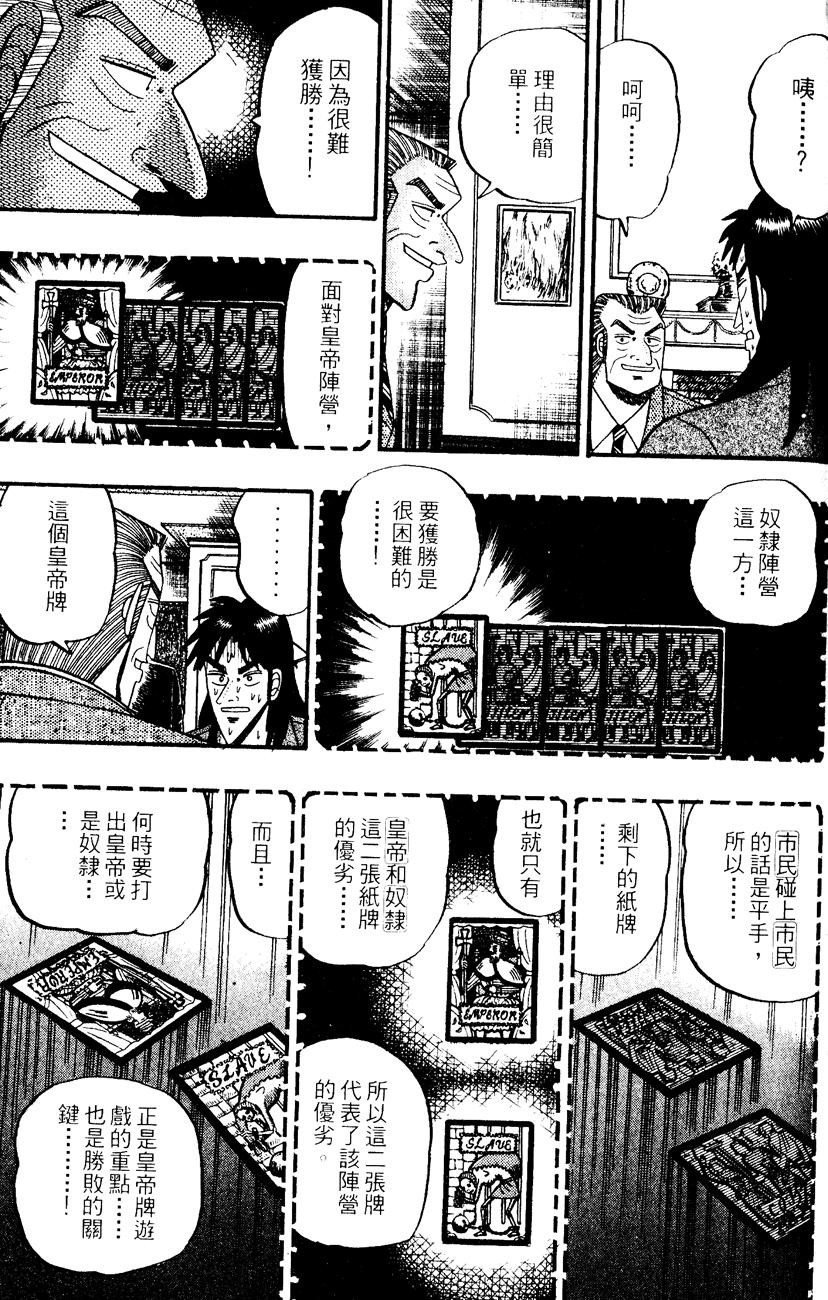 咦
……？
呵呵……
理由很簡
單……
因為很難
獲勝……！
奴隸陣營
這一方…
要獲勝是
很困難的
……！
SLAVE
面對皇帝陣營，
EMPEROR
………
這個皇帝牌
市民碰上市民
的話是平手，
所以……
剩下的紙牌
……
也就只有
皇帝和奴隸
這二張紙牌
的優劣……
EMPEROR
SLAVE
所以這二張牌
代表了該陣營
的優劣。
而且…
何時要打
出皇帝或
是奴隸…
…
EMPEROR
SLAVE
正是皇帝牌遊
戲的重點……
也是勝敗的關
鍵……！